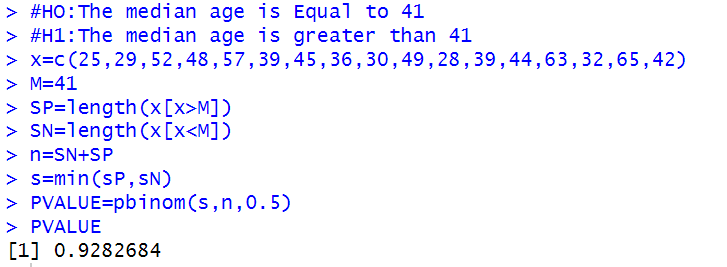 > #HO:The median age is Equal to 41
> #H1:The median age is greater than 41
> x=c(25,29,52,48,57,39,45,36,30,49,28,39,44,63,32,65,42)
> M=41
> SP=length(x[x>M])
> SN=length(x[x<M])
> n=SN+SP
> s=min(sP,sN)
> PVALUE=pbinom(s,n,0.5)
> PVALUE
[1] 0.9282684